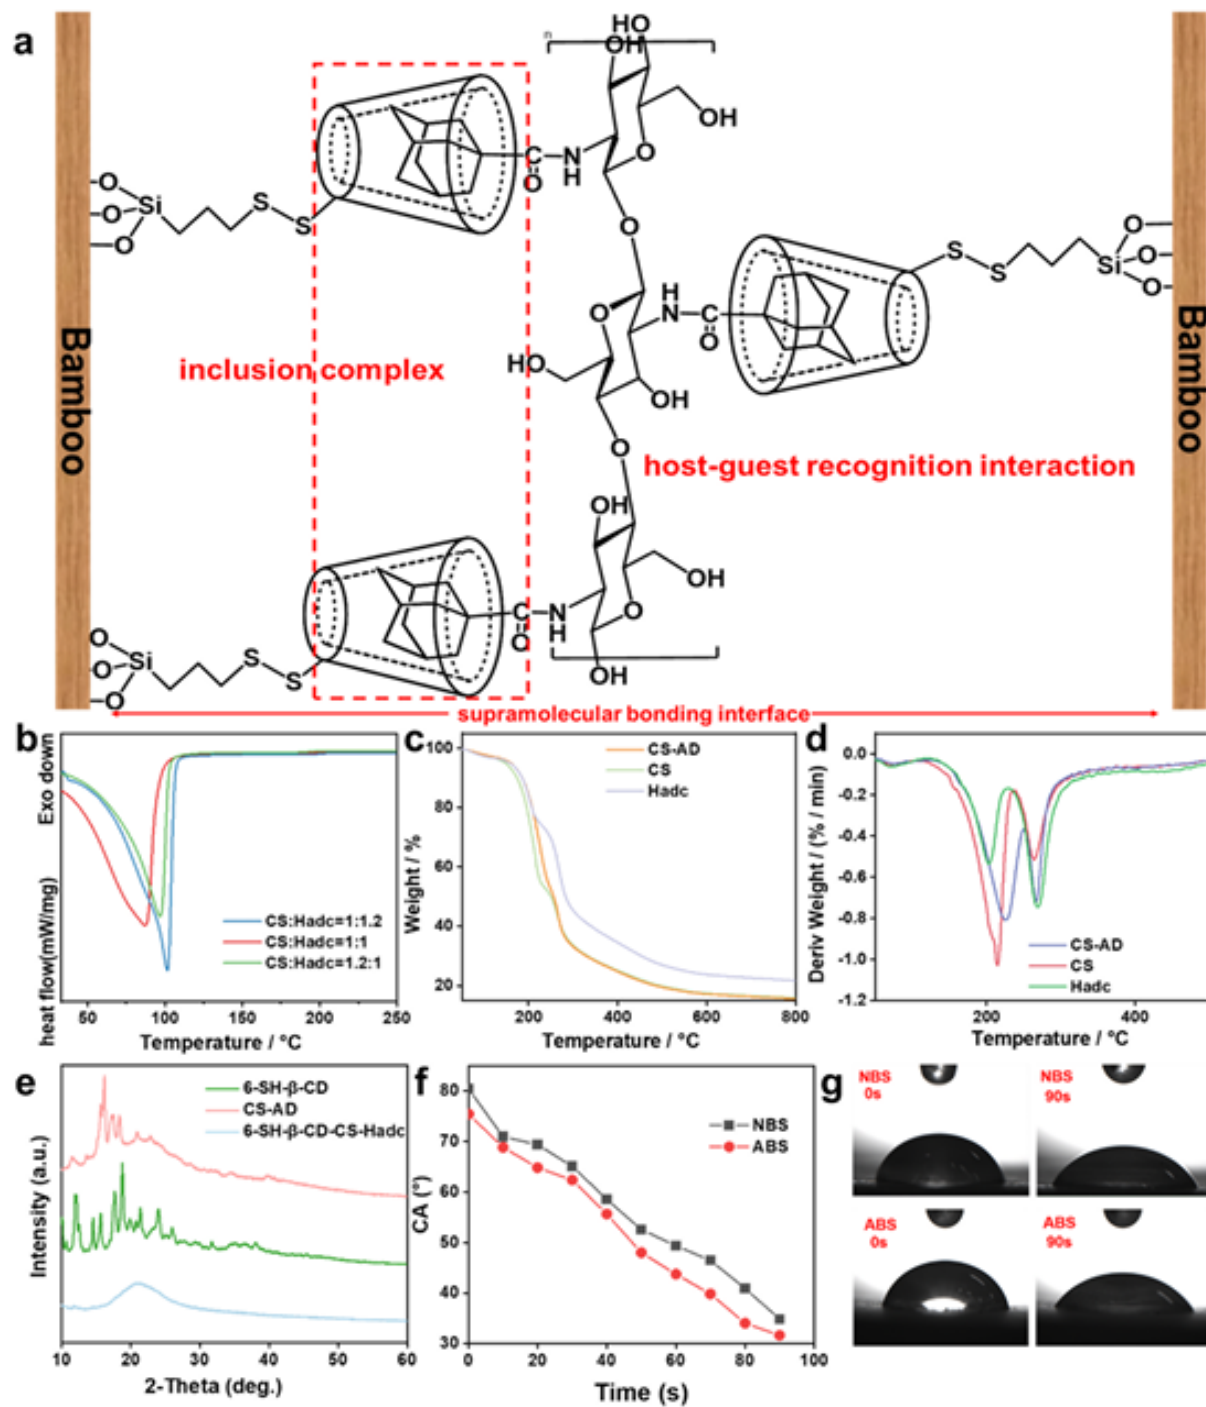 a
n
HO
OH
OH
O
C
O
N
H
O
O
Si
O
S
S
O
S
S
O
Si
O
O
H
N
C
O
O
HO
OH
Bamboo
Bamboo
inclusion complex
host-guest recognition interaction
O
OH
OH
O
C
O
N
H
O
O
Si
O
S
S
HO
OH
supramolecular bonding interface
b
Exo down
heat flow(mW/mg)
CS:Hadc=1:1.2
CS:Hadc=1:1
CS:Hadc=1.2:1
50 100 150 200 250
Temperature / °C
c
Weight / %
100
80
60
40
20
CS-AD
CS
Hadc
200 400 600 800
Temperature / °C
d
Deriv Weight / (% / min)
0.0
-0.2
-0.4
-0.6
-0.8
-1.0
-1.2
CS-AD
CS
Hadc
200 400
Temperature / °C
e
Intensity (a.u.)
6-SH-β-CD
CS-AD
6-SH-β-CD-CS-Hadc
10 20 30 40 50 60
2-Theta (deg.)
f
CA (°)
80
70
60
50
40
30
NBS
ABS
0 20 40 60 80 100
Time (s)
g
NBS
0s
NBS
90s
ABS
0s
ABS
90s